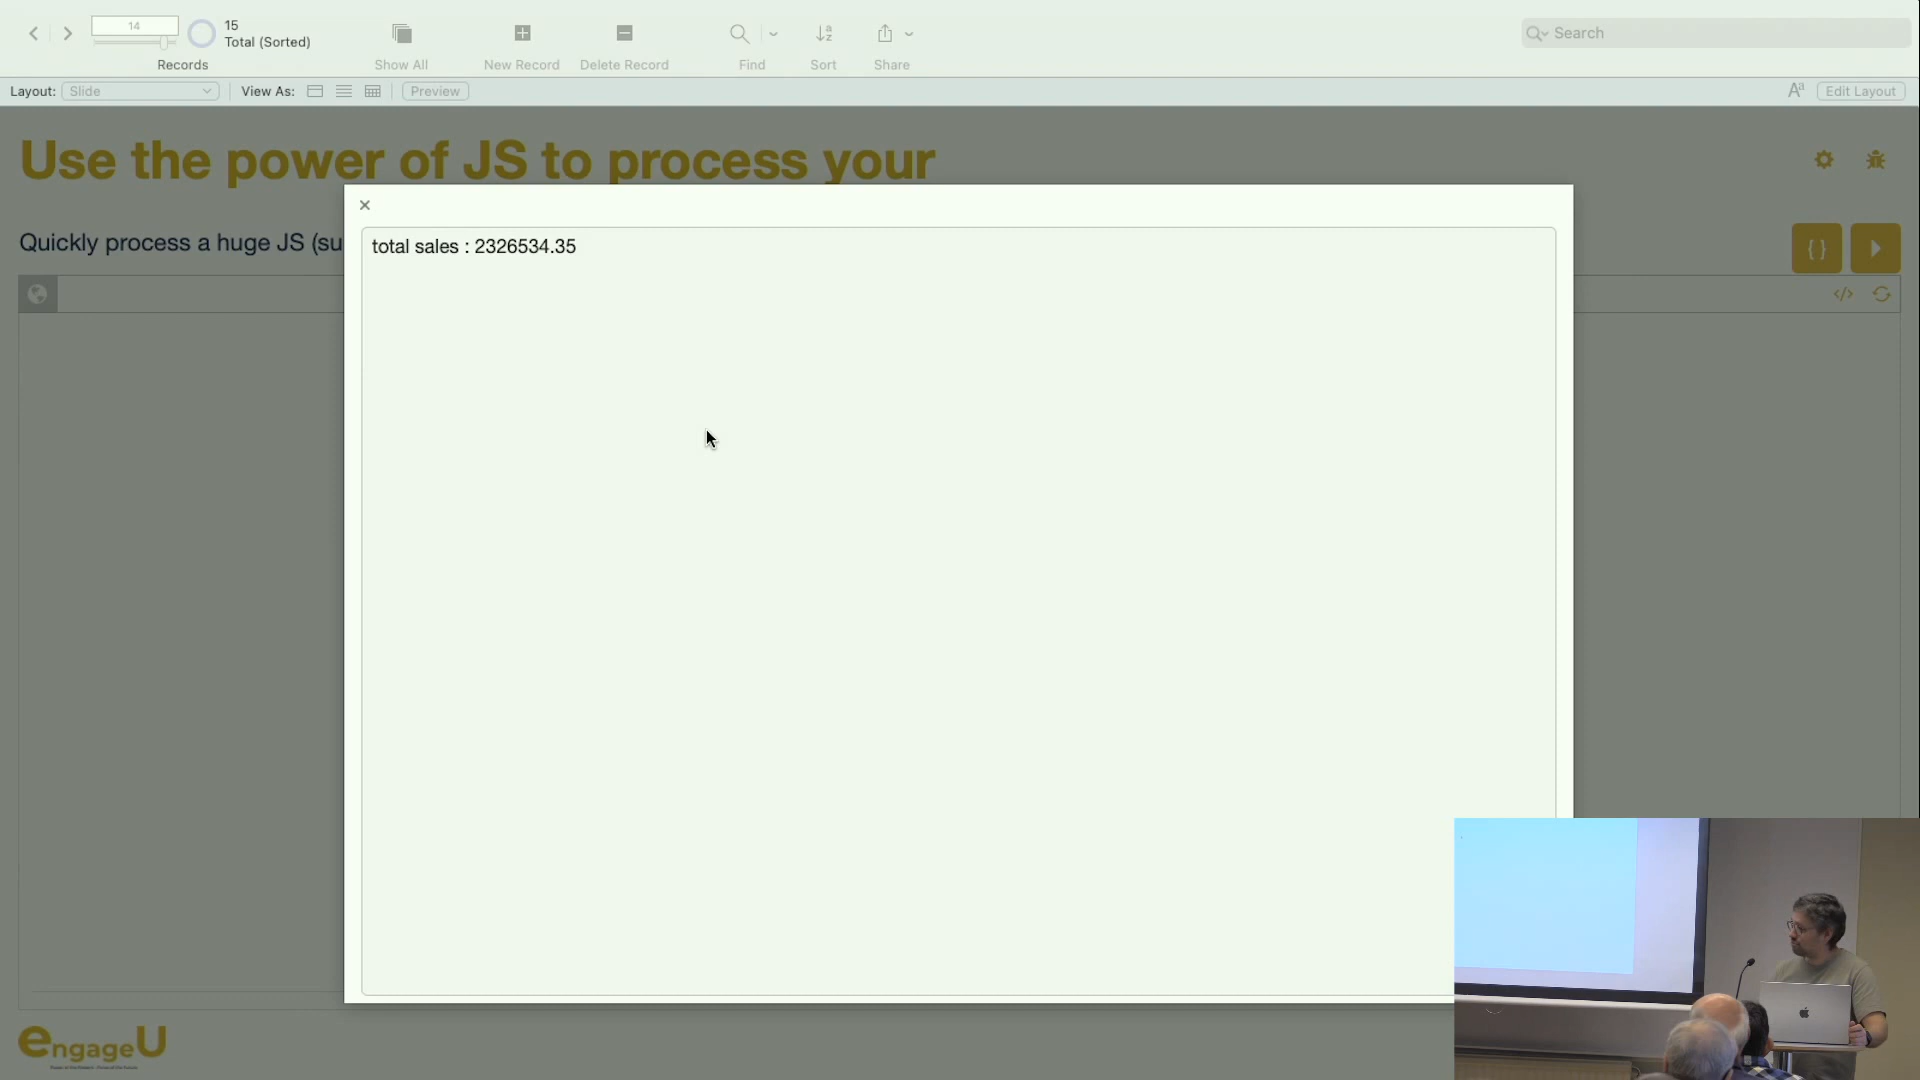 14
15
Total (Sorted)
Records
Show All
New Record
Delete Record
Find
Sort
Share
Search
Layout:
Slide
View As:
Preview
Aa
Edit Layout
Use the power of JS to process your
Quickly process a huge JS (su
{ }
</>
total sales : 2326534.35
engageU